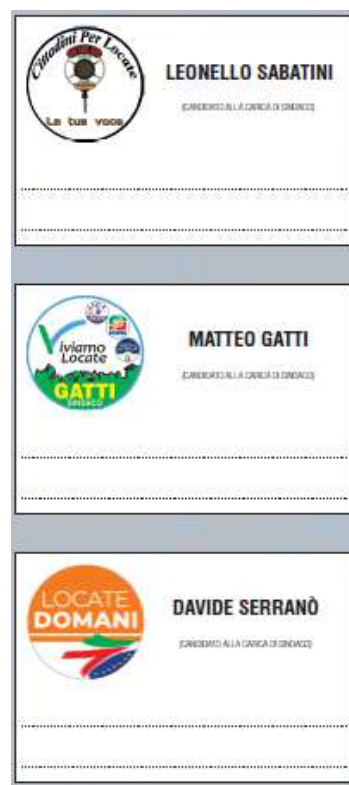 Cittadini Per Locate
La tua voce
LEONELLO SABATINI
(CANDIDATO ALLA CARICA DI SINDACO)
Viviamo
Locate
GATTI
SINDACO
MATTEO GATTI
(CANDIDATO ALLA CARICA DI SINDACO)
LOCATE
DOMANI
DAVIDE SERRANÒ
(CANDIDATO ALLA CARICA DI SINDACO)